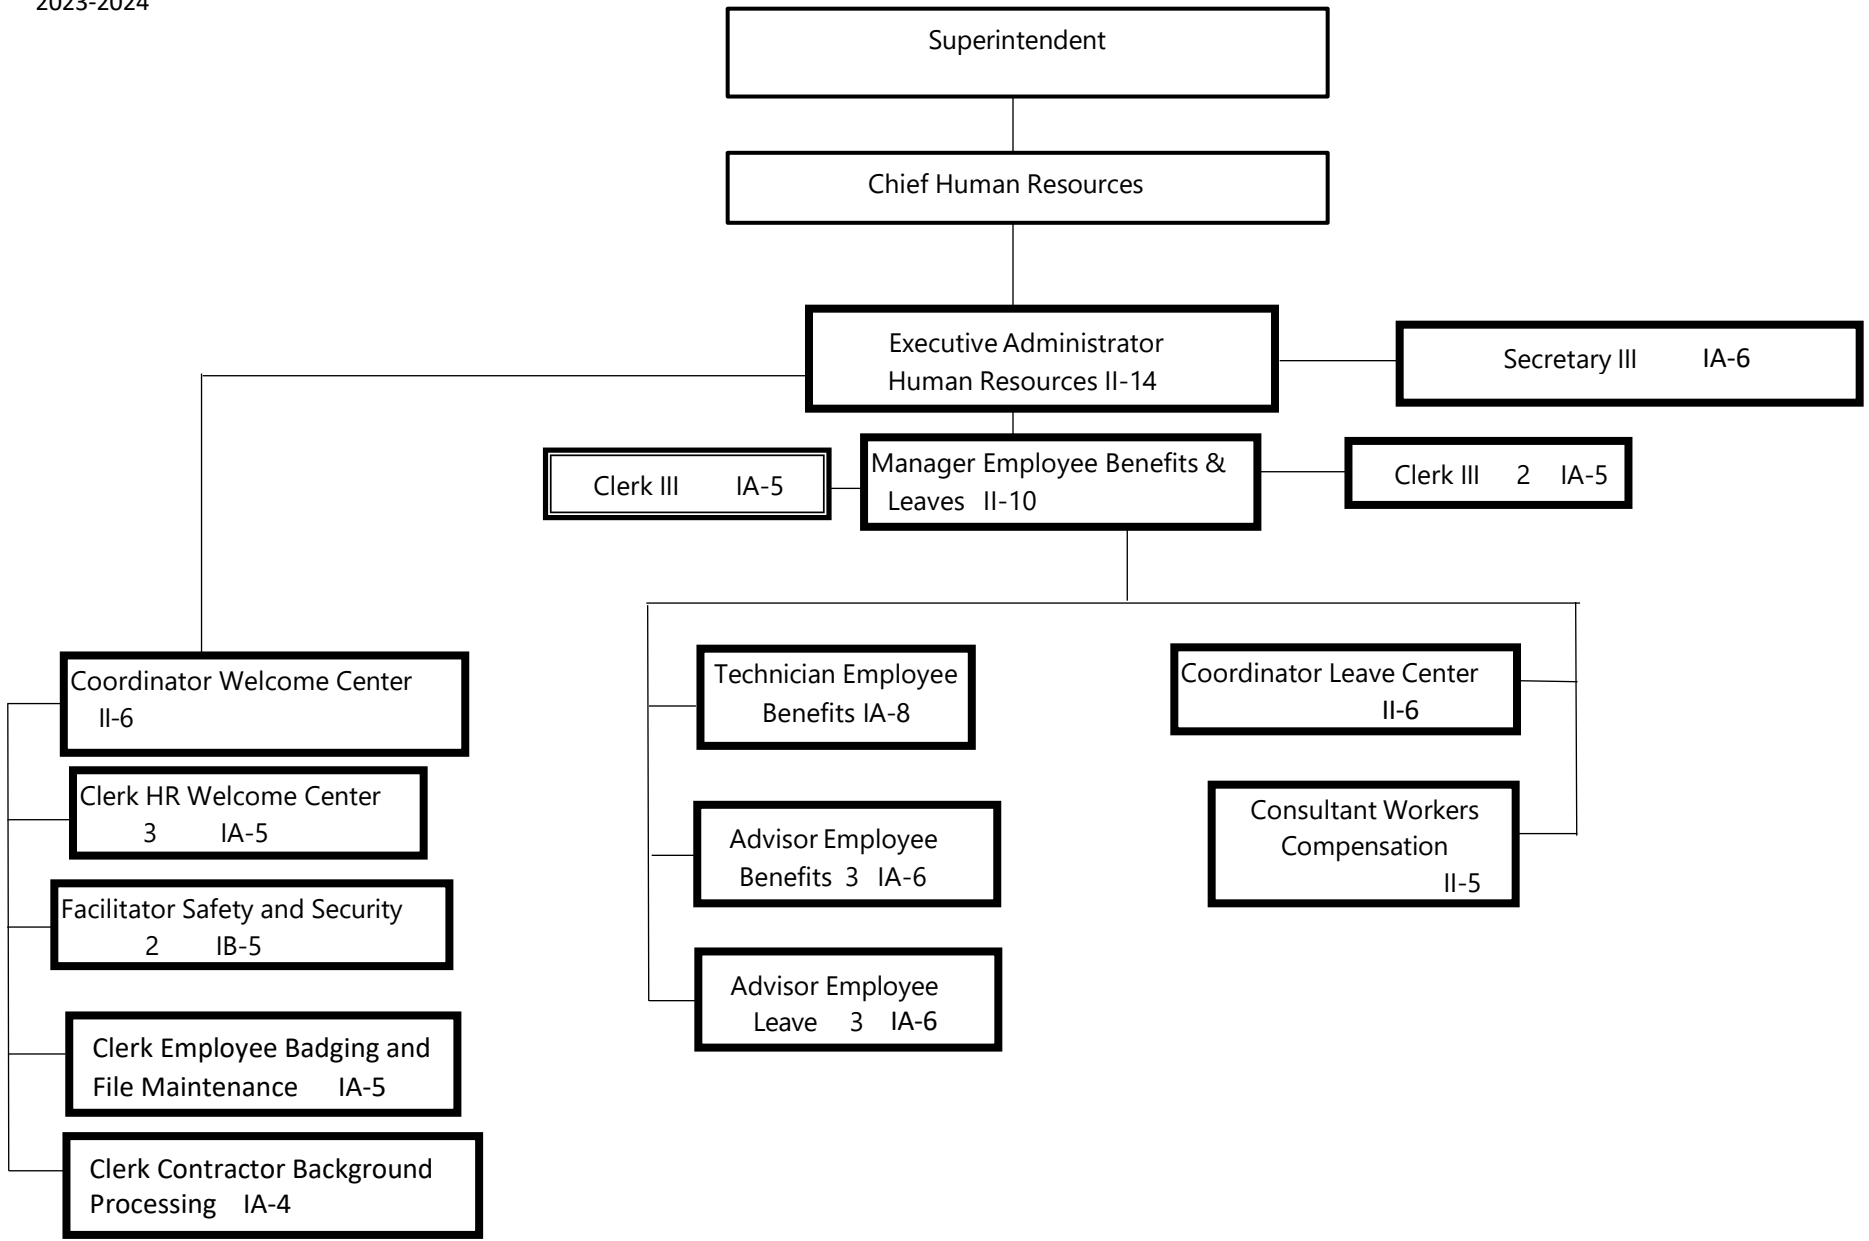 2023-2024
Superintendent
Chief Human Resources
Executive Administrator
Human Resources II-14
Secretary III IA-6
Clerk III IA-5
Manager Employee Benefits &
Leaves II-10
Clerk III 2 IA-5
Coordinator Welcome Center
II-6
Clerk HR Welcome Center
3 IA-5
Facilitator Safety and Security
2 IB-5
Clerk Employee Badging and
File Maintenance IA-5
Clerk Contractor Background
Processing IA-4
Technician Employee
Benefits IA-8
Advisor Employee
Benefits 3 IA-6
Advisor Employee
Leave 3 IA-6
Coordinator Leave Center
II-6
Consultant Workers
Compensation
II-5